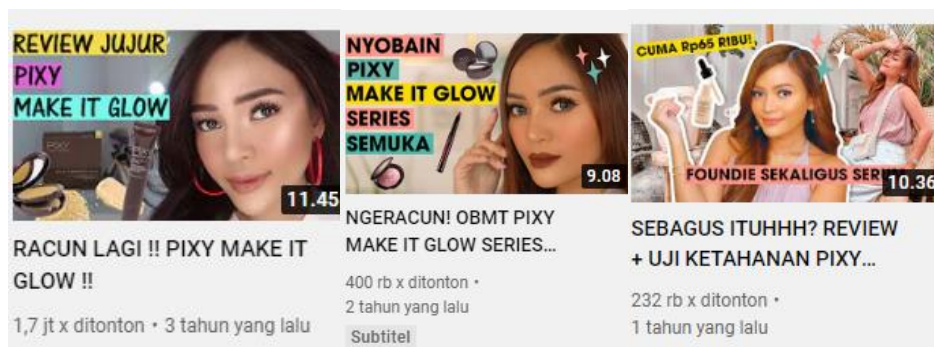 REVIEW JUJUR
PIXY
MAKE IT GLOW
PIXY
11.45
RACUN LAGI !! PIXY MAKE IT
GLOW !!
1,7 jt x ditonton • 3 tahun yang lalu
NYOBAIN
PIXY
MAKE IT GLOW
SERIES
SEMUKA
9.08
NGERACUN! OBMT PIXY
MAKE IT GLOW SERIES...
400 rb x ditonton •
2 tahun yang lalu
Subtitel
CUMA Rp65 RIBU!
FOUNDIE SEKALIGUS
10.36
SEBAGUS ITUHHH? REVIEW
+ UJI KETAHANAN PIXY...
232 rb x ditonton •
1 tahun yang lalu